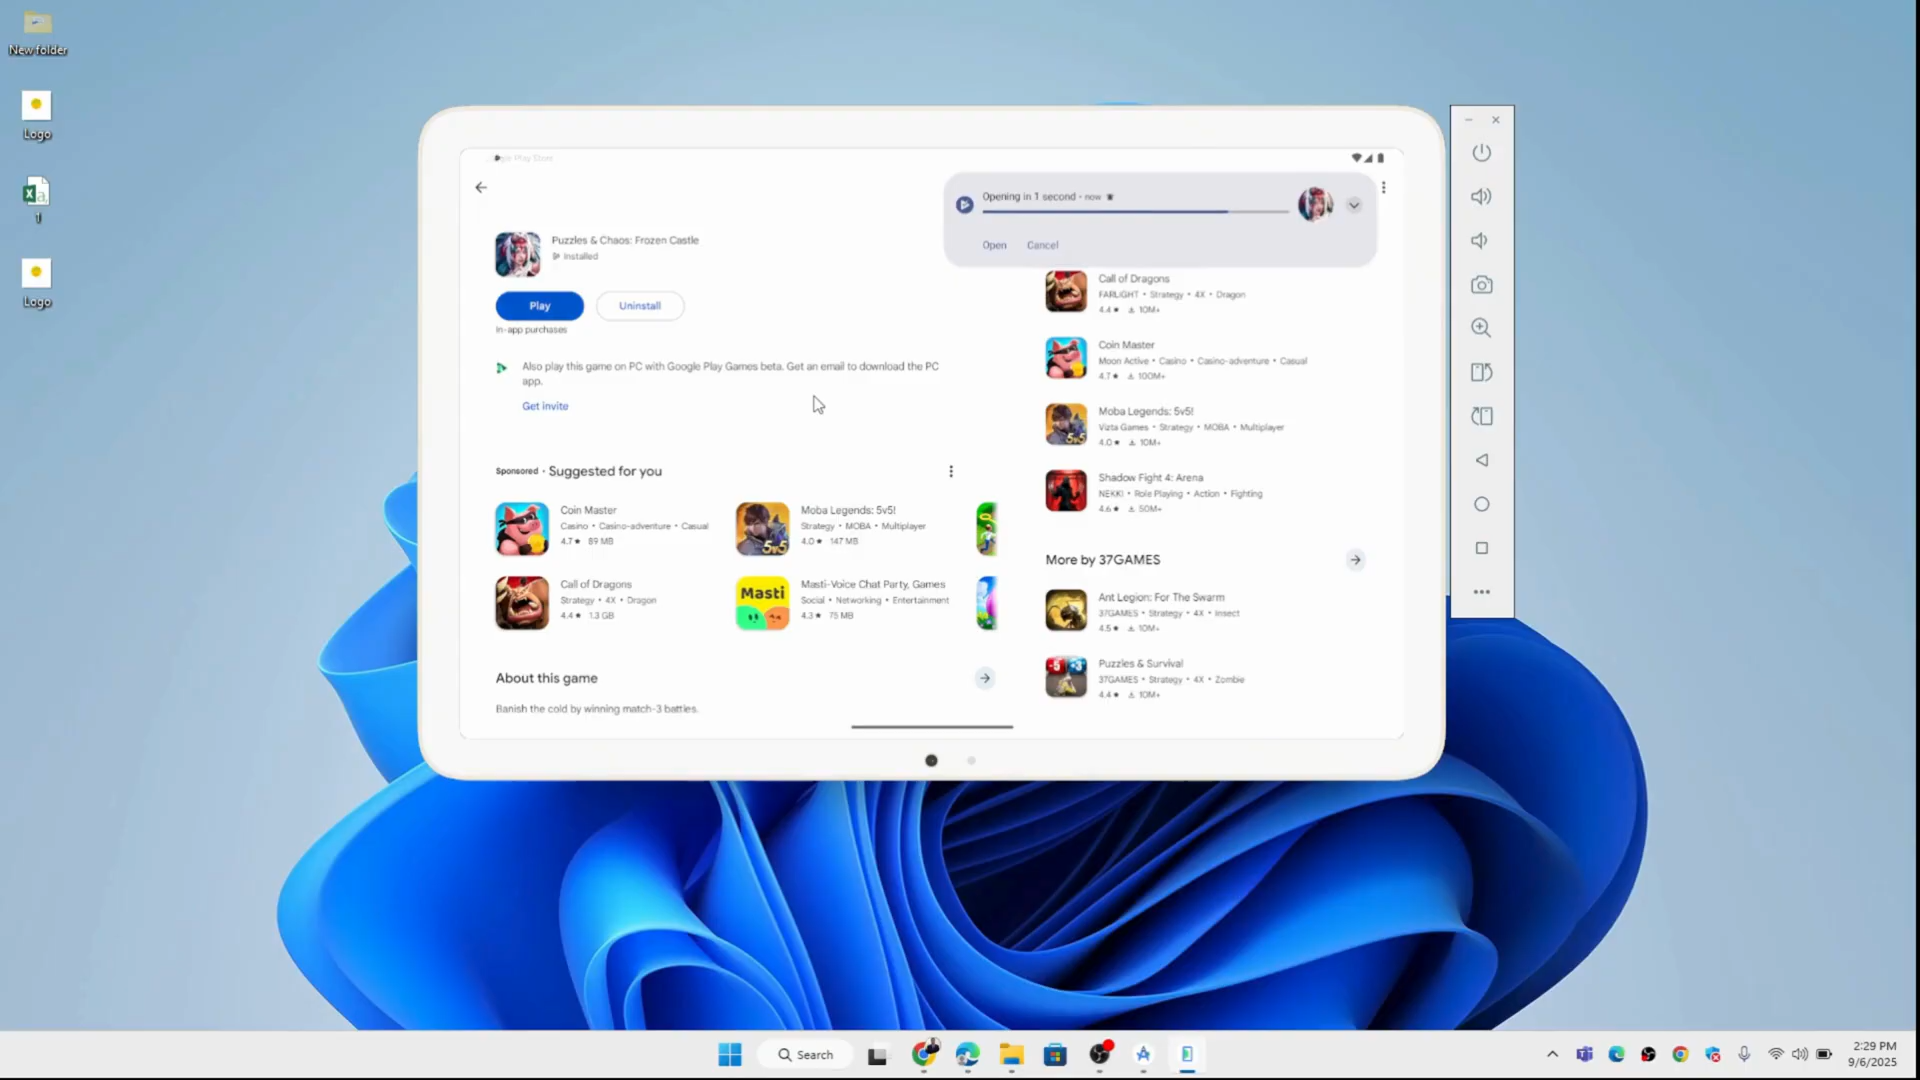 New folder
Logo
1
Logo
Play Store
Opening in 1 second • now
Open Cancel
Puzzles & Chaos: Frozen Castle
Installed
Play Uninstall
In-app purchases
Also play this game on PC with Google Play Games beta. Get an email to download the PC
app.
Get invite
Sponsored • Suggested for you
Coin Master
Casino • Casino-adventure • Casual
4.7★ 89 MB
Moba Legends: 5v5!
Strategy • MOBA • Multiplayer
4.0★ 147 MB
5v5
Call of Dragons
Strategy • 4X • Dragon
4.4★ 1.3 GB
Masti
Masti-Voice Chat Party, Games
Social • Networking • Entertainment
4.3★ 75 MB
About this game
Banish the cold by winning match-3 battles.
Call of Dragons
FARLIGHT • Strategy • 4X • Dragon
4.4★ 10M+
Coin Master
Moon Active • Casino • Casino-adventure • Casual
4.7★ 100M+
Moba Legends: 5v5!
Vizta Games • Strategy • MOBA • Multiplayer
4.0★ 10M+
5v5
Shadow Fight 4: Arena
NEKKI • Role Playing • Action • Fighting
4.6★ 50M+
More by 37GAMES
Ant Legion: For The Swarm
37GAMES • Strategy • 4X • Insect
4.5★ 10M+
-5 +3
Puzzles & Survival
37GAMES • Strategy • 4X • Zombie
4.4★ 10M+
Search
2:29 PM
9/6/2025